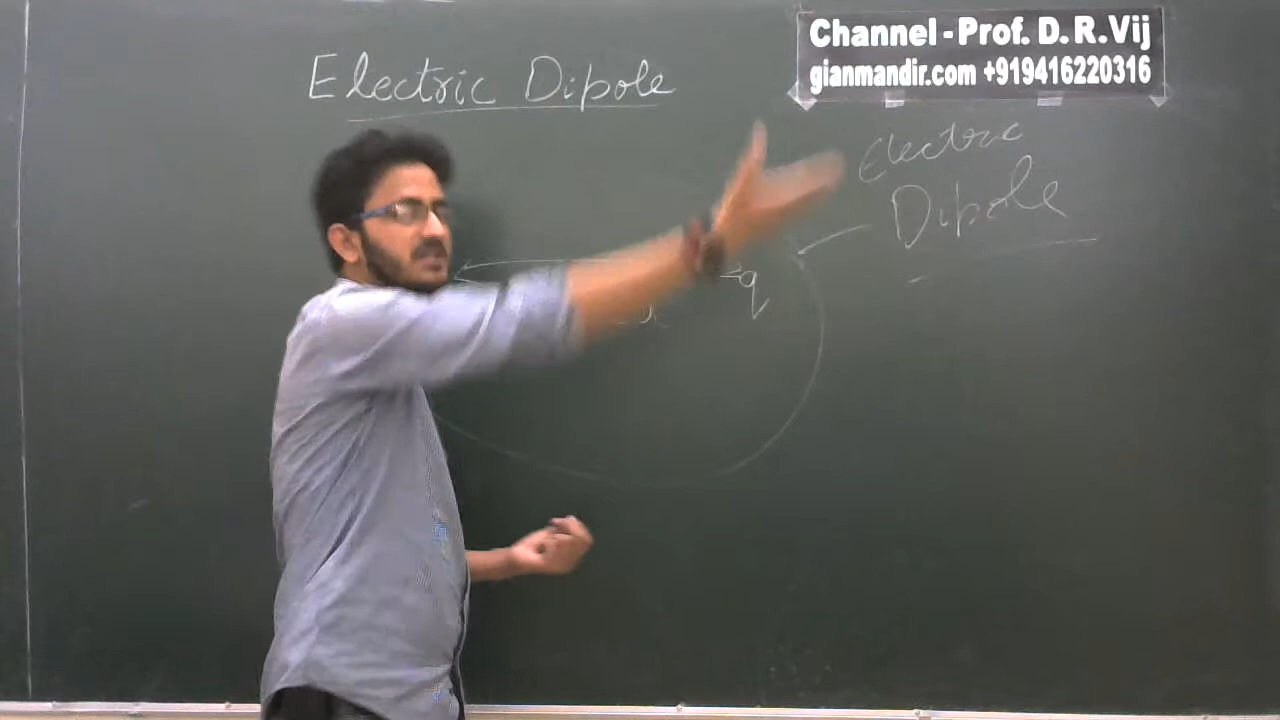 Channel - Prof. D. R. Vij
gianmandir.com +919416220316
Electric Dipole
Electric
Dipole
-q